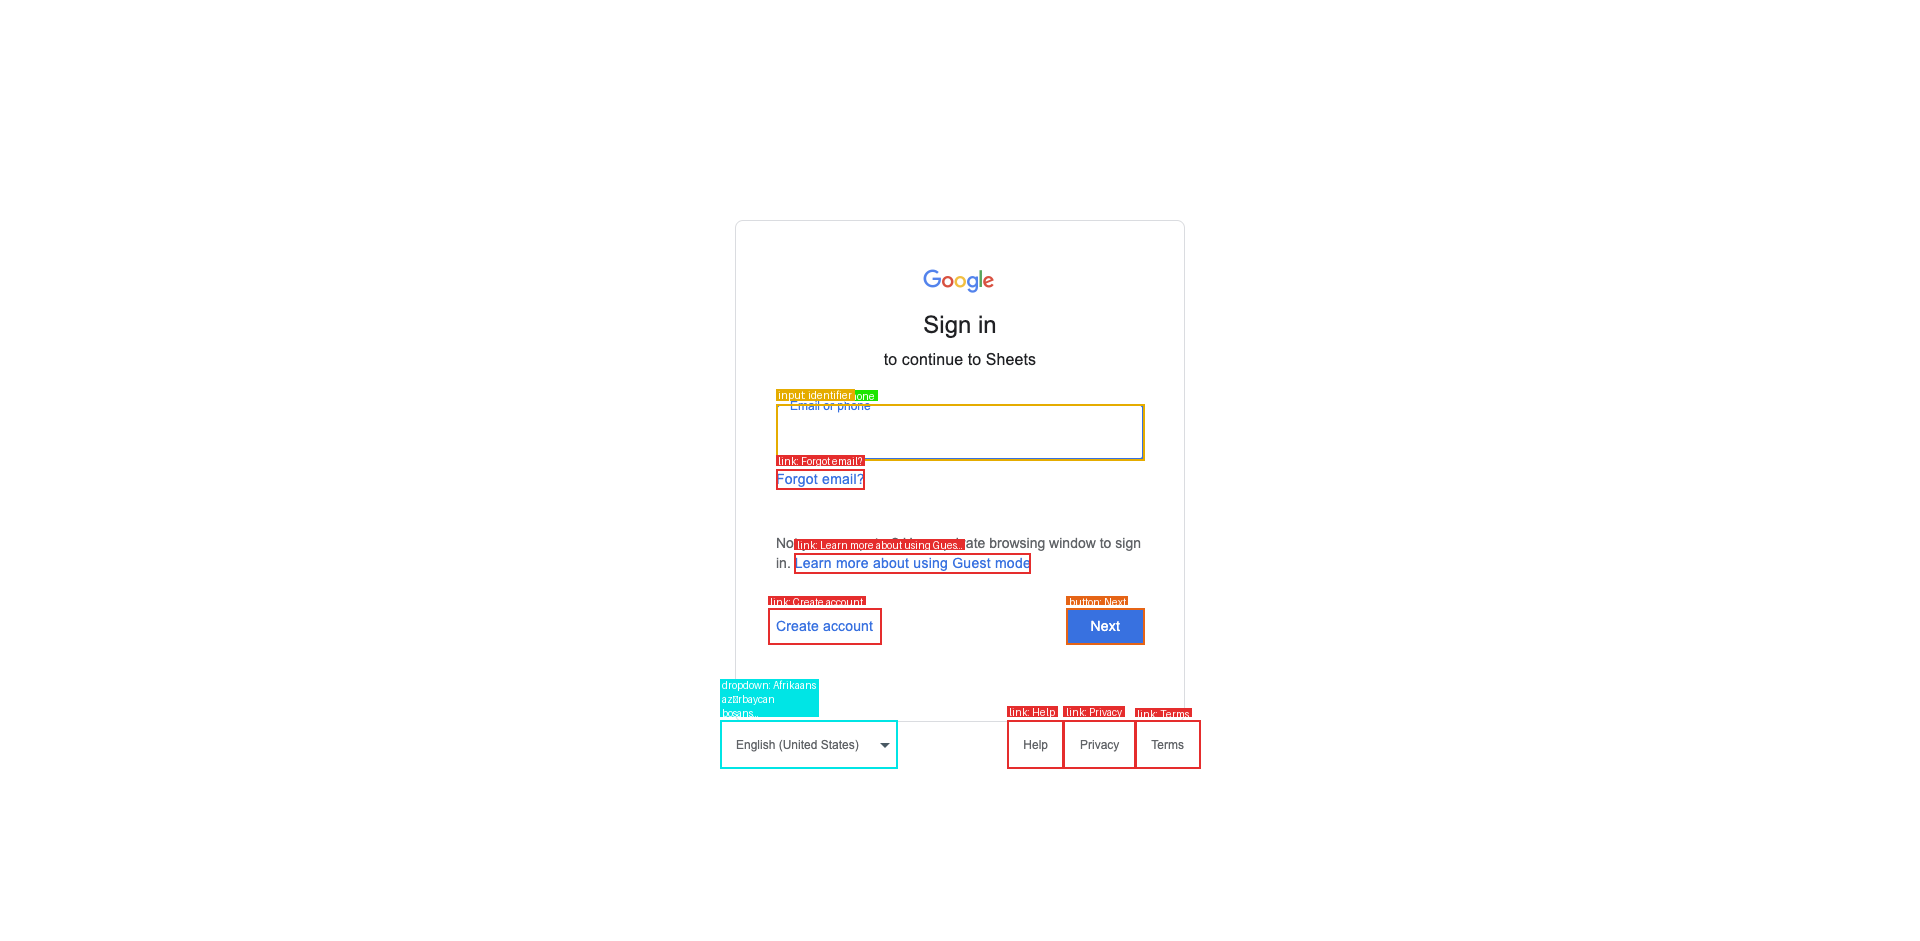 Google
Sign in
to continue to Sheets
input: identifier
one
Email or phone
link: Forgot email?
Forgot email?
No
link: Learn more about using Gues...
ate browsing window to sign
in. Learn more about using Guest mode
link: Create account
button: Next
Create account
Next
dropdown: Afrikaans
bosans...
link: Help
link: Privacy
link: Terms
English (United States)
Help
Privacy
Terms